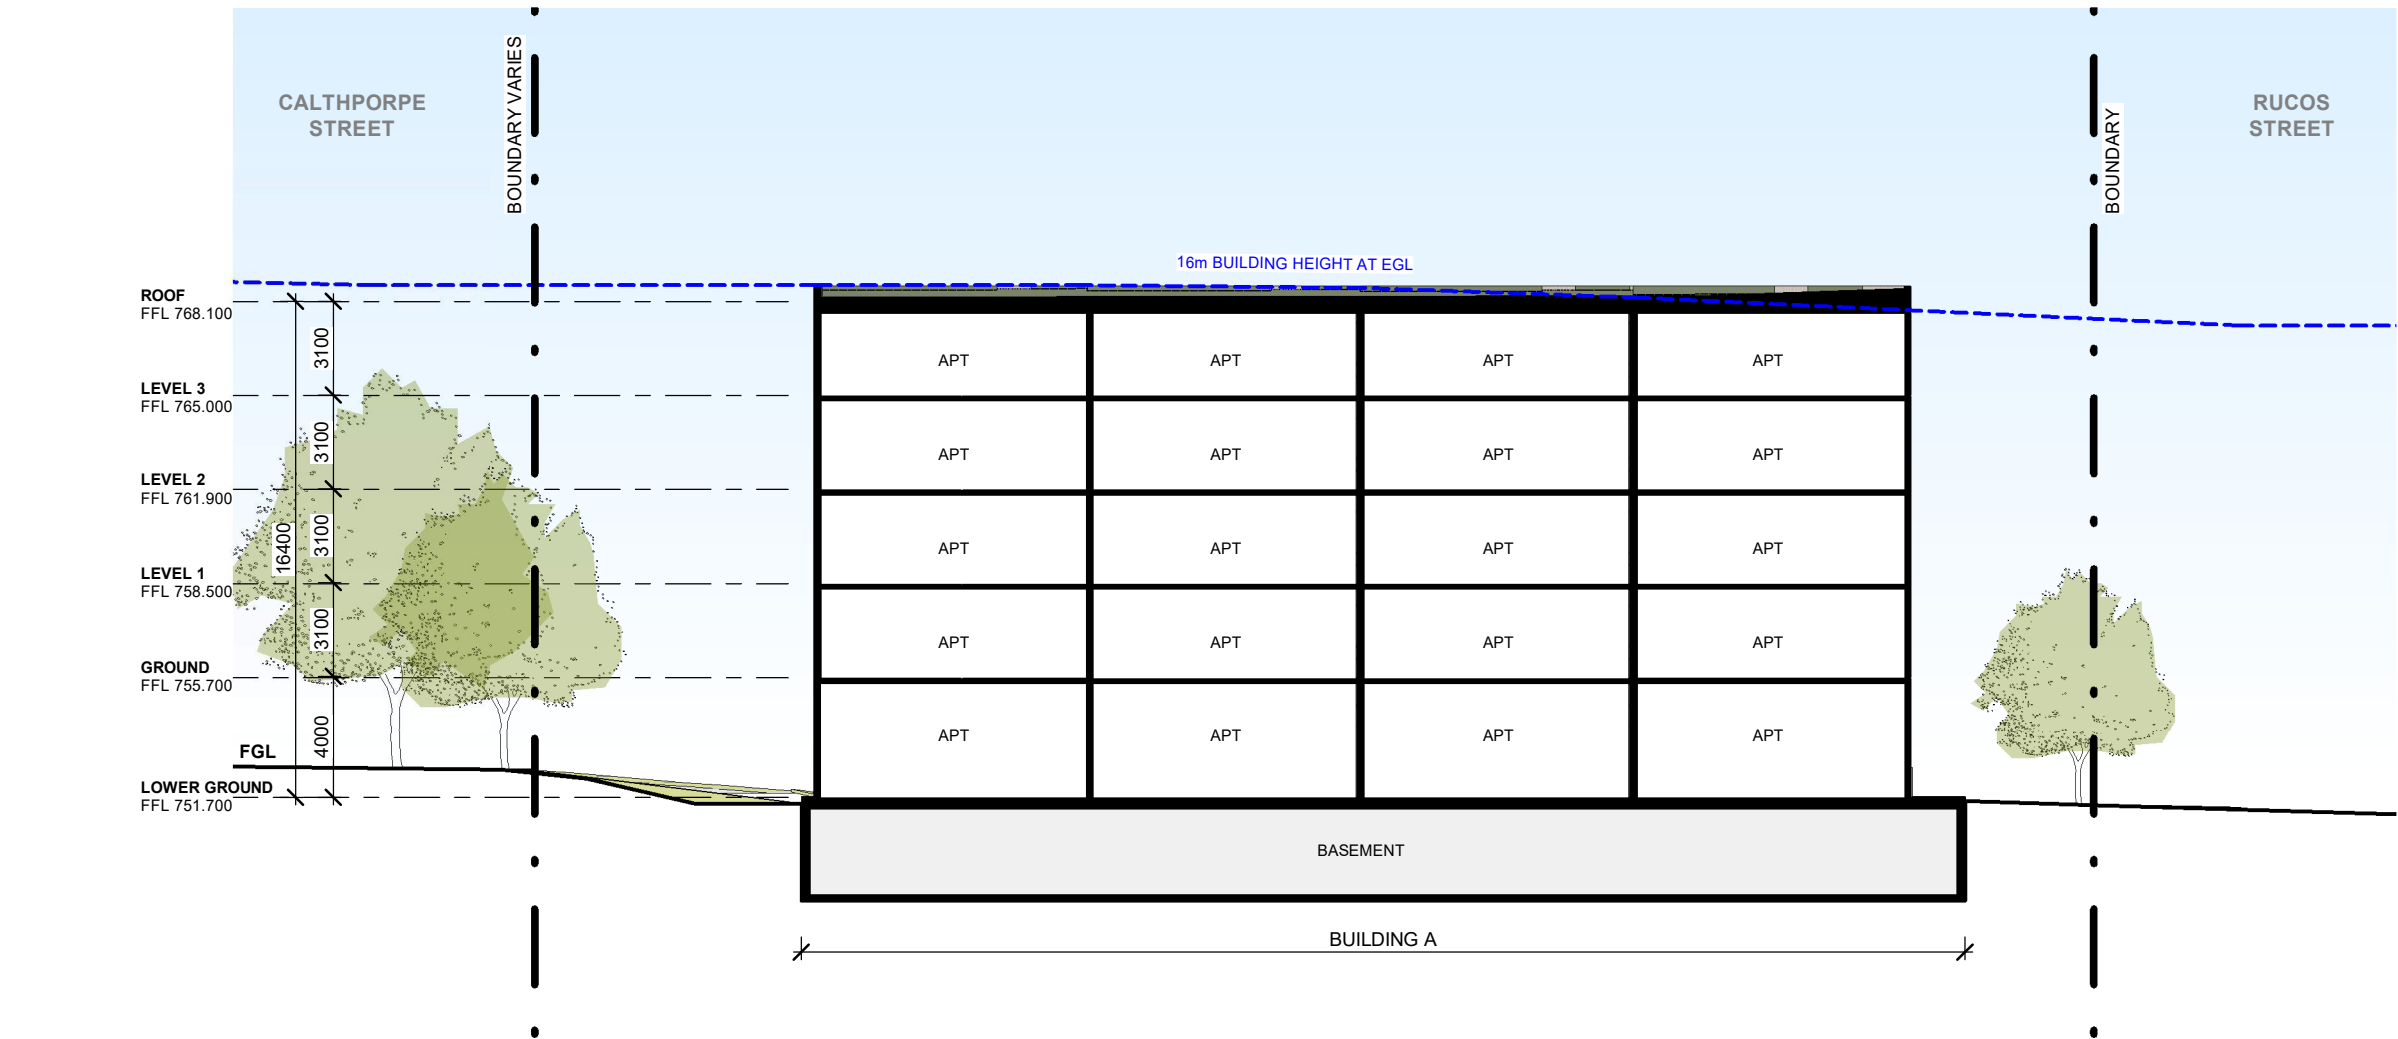 CALTHPORPE
STREET
BOUNDARY VARIES
BOUNDARY
RUCOS
STREET
16m BUILDING HEIGHT AT EGL
ROOF
FFL 768.100
3100
APT APT APT APT
LEVEL 3
FFL 765.000
3100
APT APT APT APT
LEVEL 2
FFL 761.900
16400
3100
APT APT APT APT
LEVEL 1
FFL 758.500
3100
APT APT APT APT
GROUND
FFL 755.700
4000
APT APT APT APT
FGL
LOWER GROUND
FFL 751.700
BASEMENT
BUILDING A